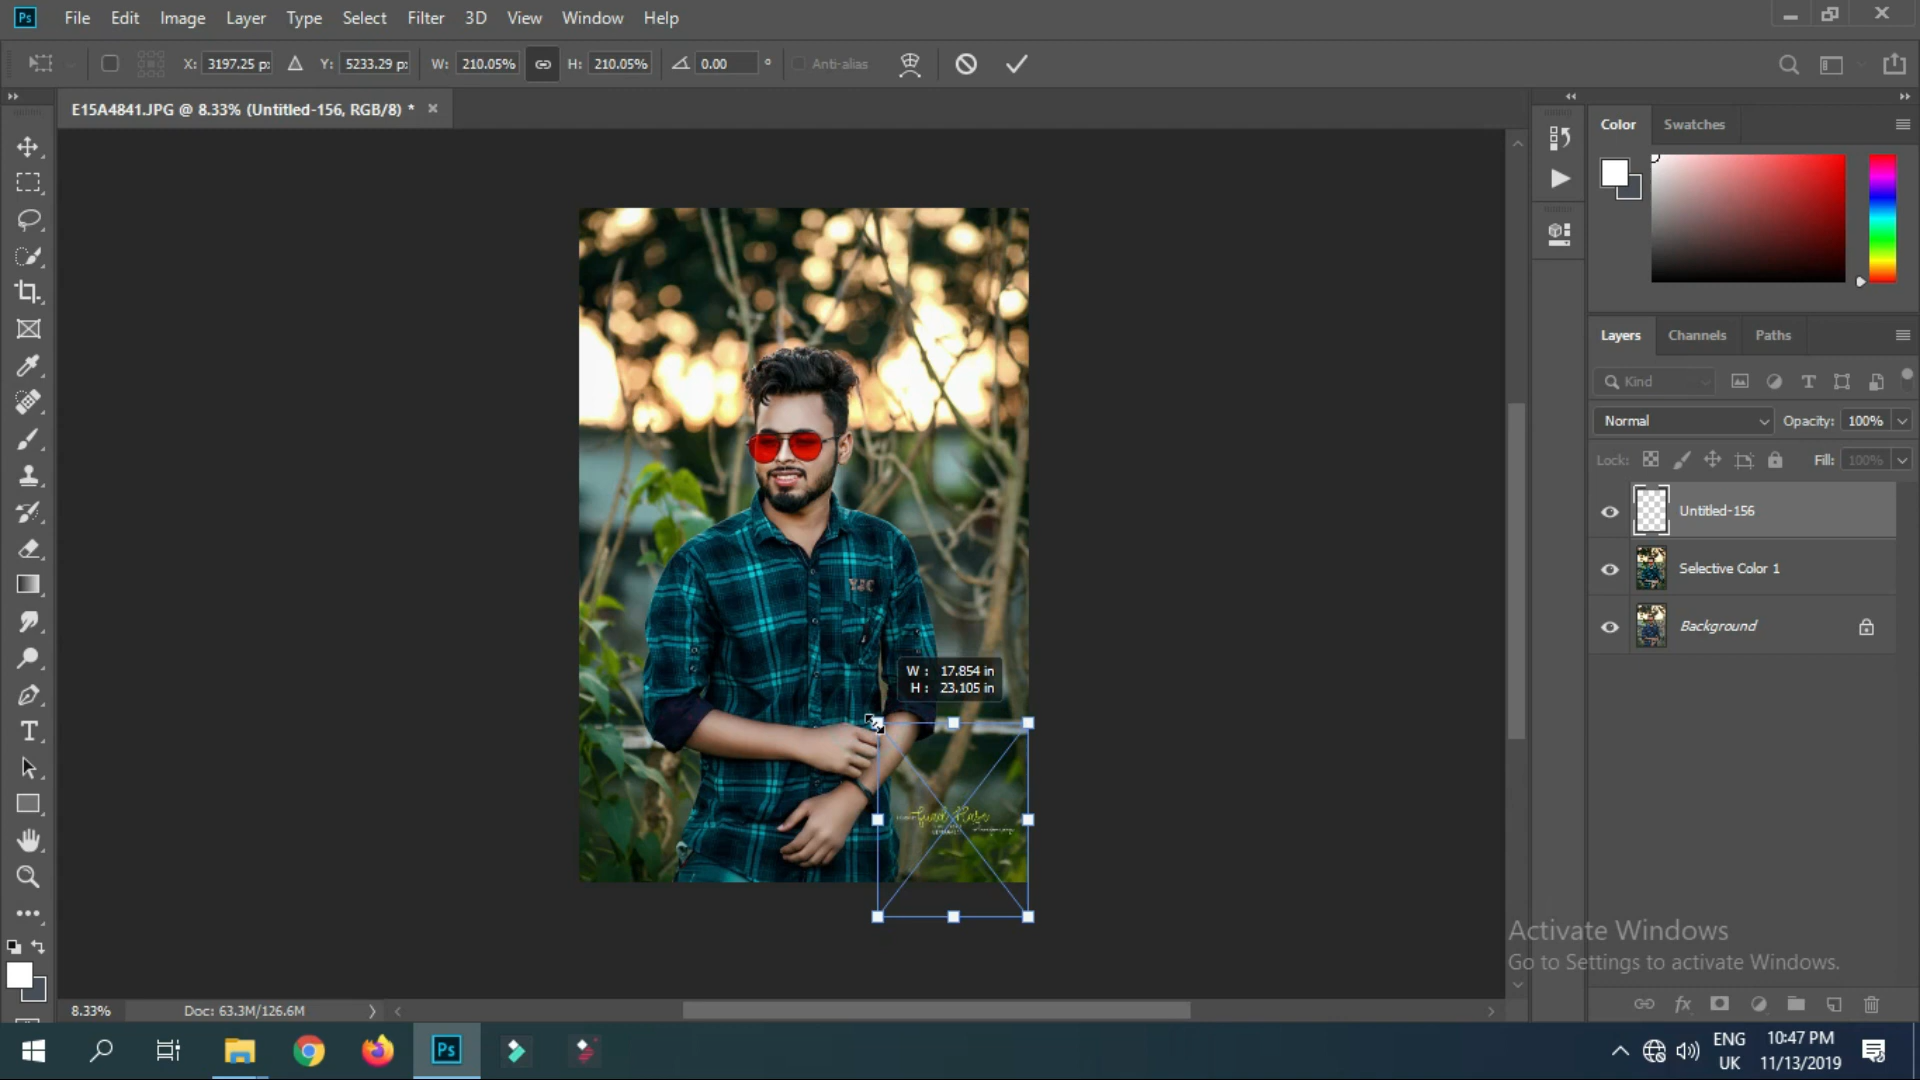 File Edit Image Layer Type Select Filter 3D View Window Help
X: 3197.25 p: Y: 5233.29 p: W: 210.05% H: 210.05% 0.00 ° Anti-alias
E15A4841.JPG @ 8.33% (Untitled-156, RGB/8) * ×
Color Swatches
Layers Channels Paths
Kind
Normal Opacity: 100%
Lock: Fill: 100%
Untitled-156
Selective Color 1
Background
YJC
W : 17.854 in
H : 23.105 in
Activate Windows
Go to Settings to activate Windows.
8.33% Doc: 63.3M/126.6M
Ps
ENG 10:47 PM
UK 11/13/2019